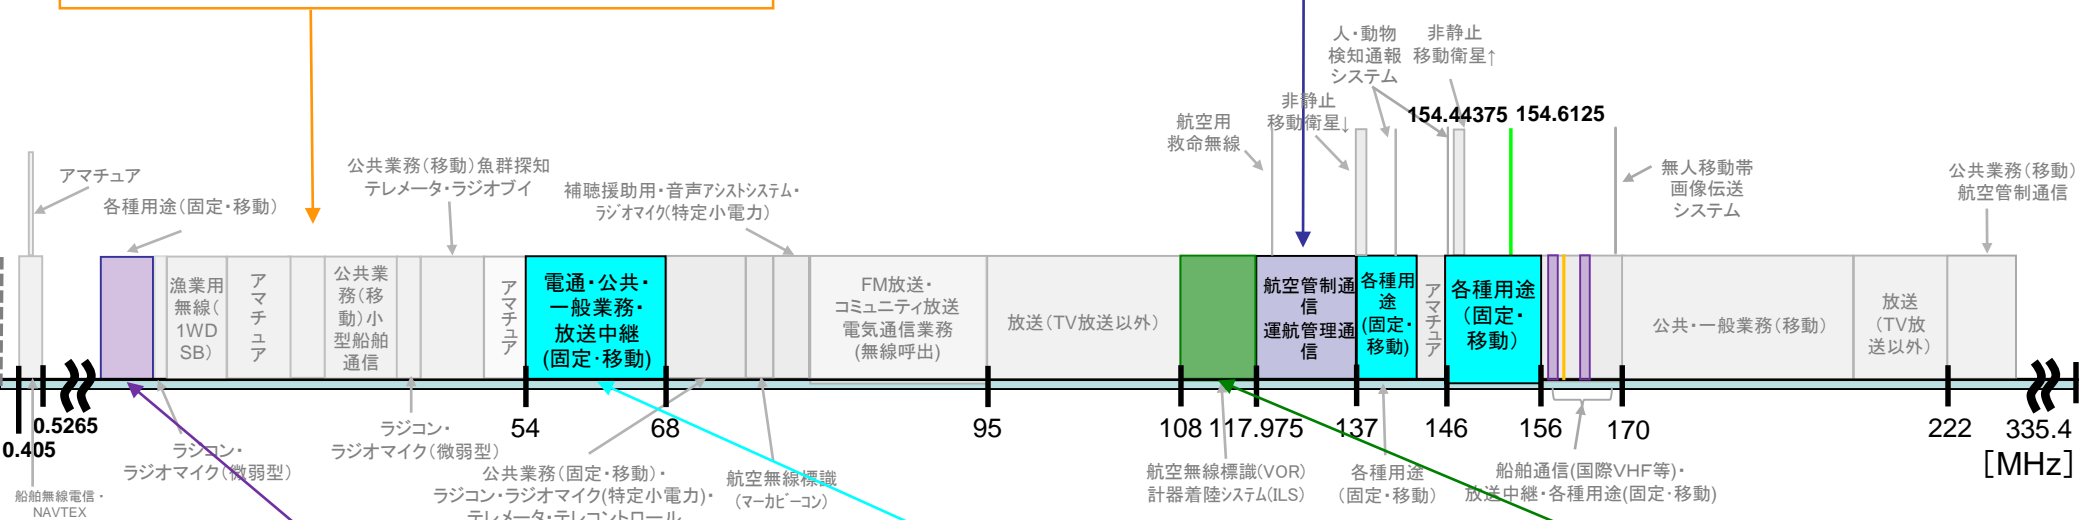 人・動物
検知通報
システム
非静止
移動衛星↑
非静止
移動衛星↓
154.44375
154.6125
航空用
救命無線
アマチュア
各種用途(固定・移動)
公共業務(移動)魚群探知
テレメータ・ラジオブイ
補聴援助用・音声アシストシステム・
ラジオマイク(特定小電力)
無人移動帯
画像伝送
システム
公共業務(移動)
航空管制通信
漁業用
無線(
1WD
SB)
アマチュア
公共業
務(移
動)小
型船舶
通信
アマチュア
電通・公共・
一般業務・
放送中継
(固定・移動)
FM放送・
コミュニティ放送
電気通信業務
(無線呼出)
放送(TV放送以外)
航空管制通
信
運航管理通
信
各種用
途
(固定・
移動)
アマチュア
各種用途
(固定・
移動)
公共・一般業務(移動)
放送
(TV放
送以外)
0.405
0.5265
54
68
95
108
117.975
137
146
156
170
222
335.4
[MHz]
船舶無線電信・
NAVTEX
ラジコン・
ラジオマイク(微弱型)
ラジコン・
ラジオマイク(微弱型)
公共業務(固定・移動)・
ラジコン・ラジオマイク(特定小電力)・
テレメータ・テレコントロール
航空無線標識
(マーカビーコン)
航空無線標識(VOR)
計器着陸システム(ILS)
各種用途
(固定・移動)
船舶通信(国際VHF等)・
放送中継・各種用途(固定・移動)